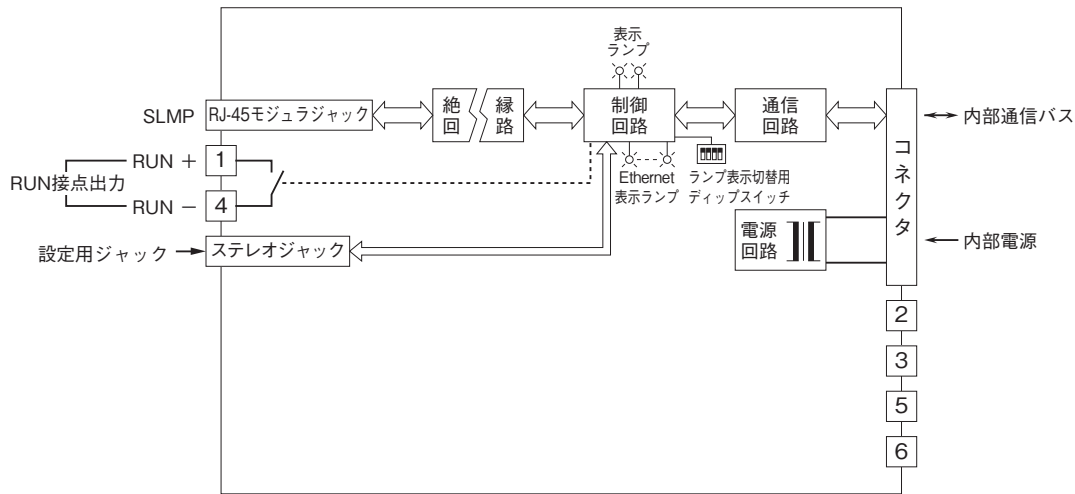 表示
ランプ
SLMP
RJ-45モジュラジャック
絶
回
縁
路
制御
回路
通信
回路
コネクタ
内部通信バス
RUN +
1
RUN接点出力
RUN −
4
Ethernet
表示ランプ
ランプ表示切替用
ディップスイッチ
電源
回路
内部電源
設定用ジャック
ステレオジャック
2
3
5
6